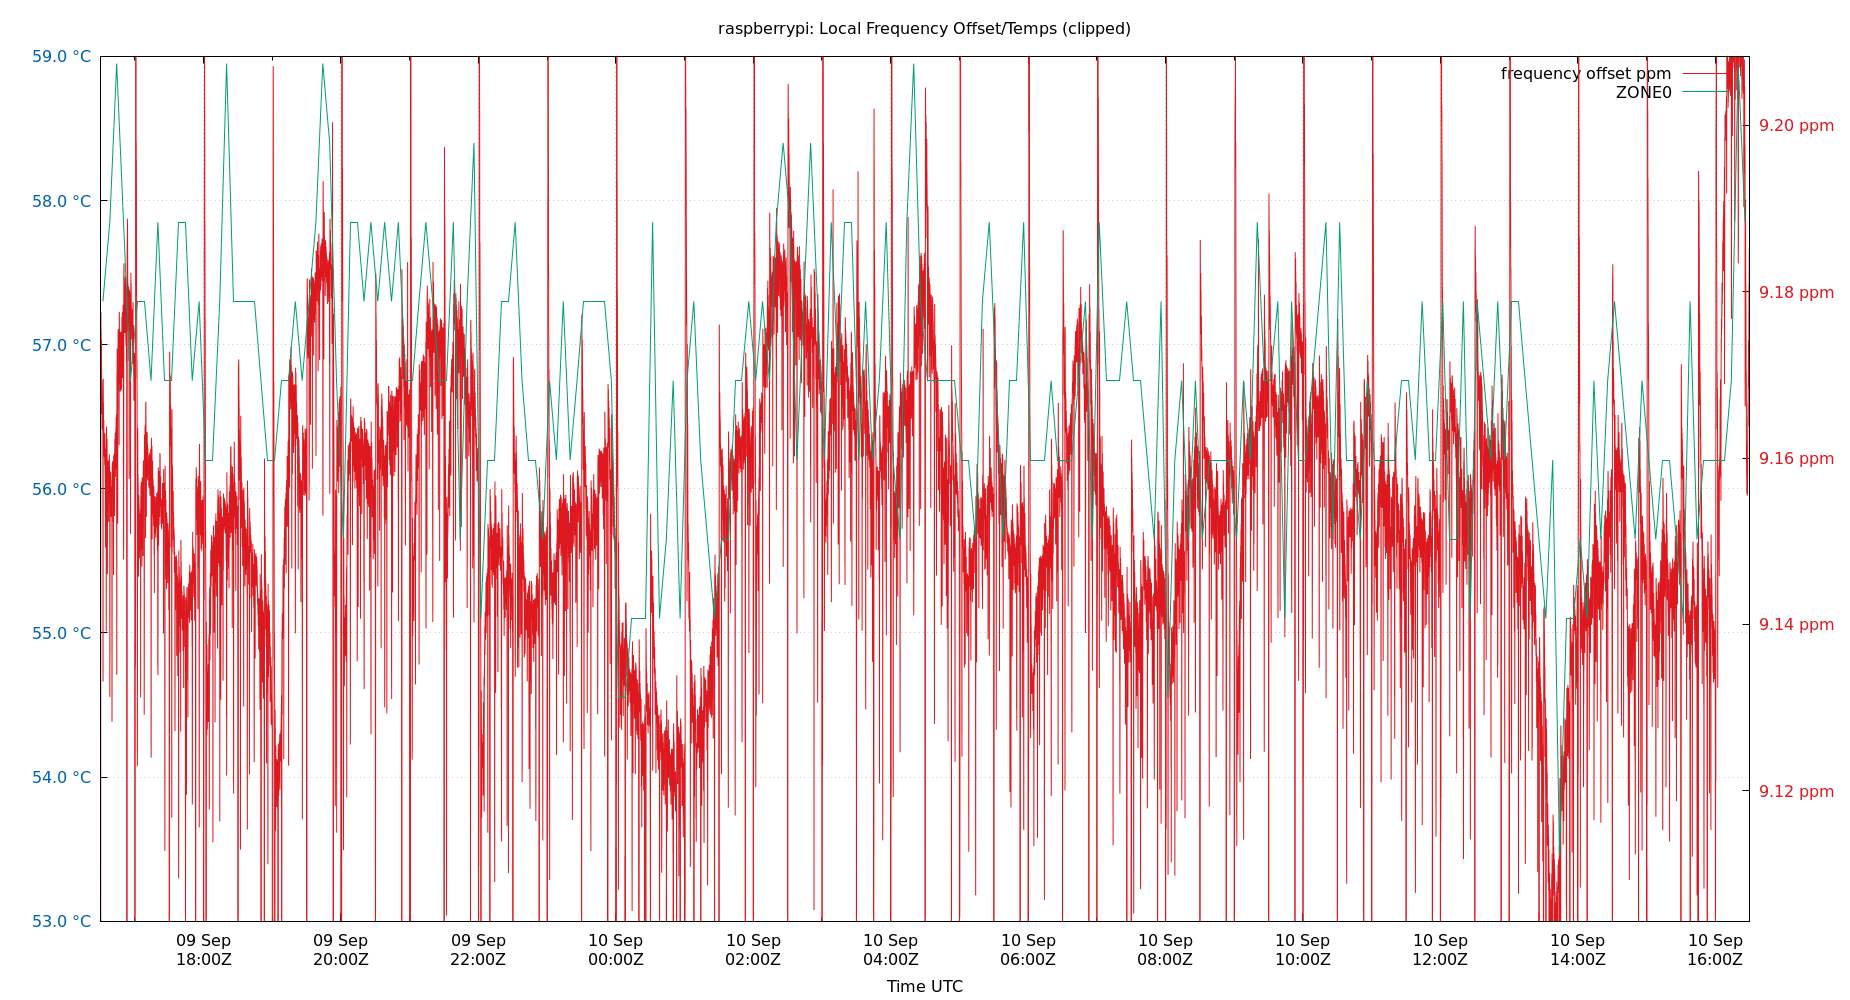 raspberrypi: Local Frequency Offset/Temps (clipped)
59.0 °C
58.0 °C
57.0 °C
56.0 °C
55.0 °C
54.0 °C
53.0 °C
frequency offset ppm
ZONE0
9.20 ppm
9.18 ppm
9.16 ppm
9.14 ppm
9.12 ppm
09 Sep
18:00Z
09 Sep
20:00Z
09 Sep
22:00Z
10 Sep
00:00Z
10 Sep
02:00Z
10 Sep
04:00Z
10 Sep
06:00Z
10 Sep
08:00Z
10 Sep
10:00Z
10 Sep
12:00Z
10 Sep
14:00Z
10 Sep
16:00Z
Time UTC